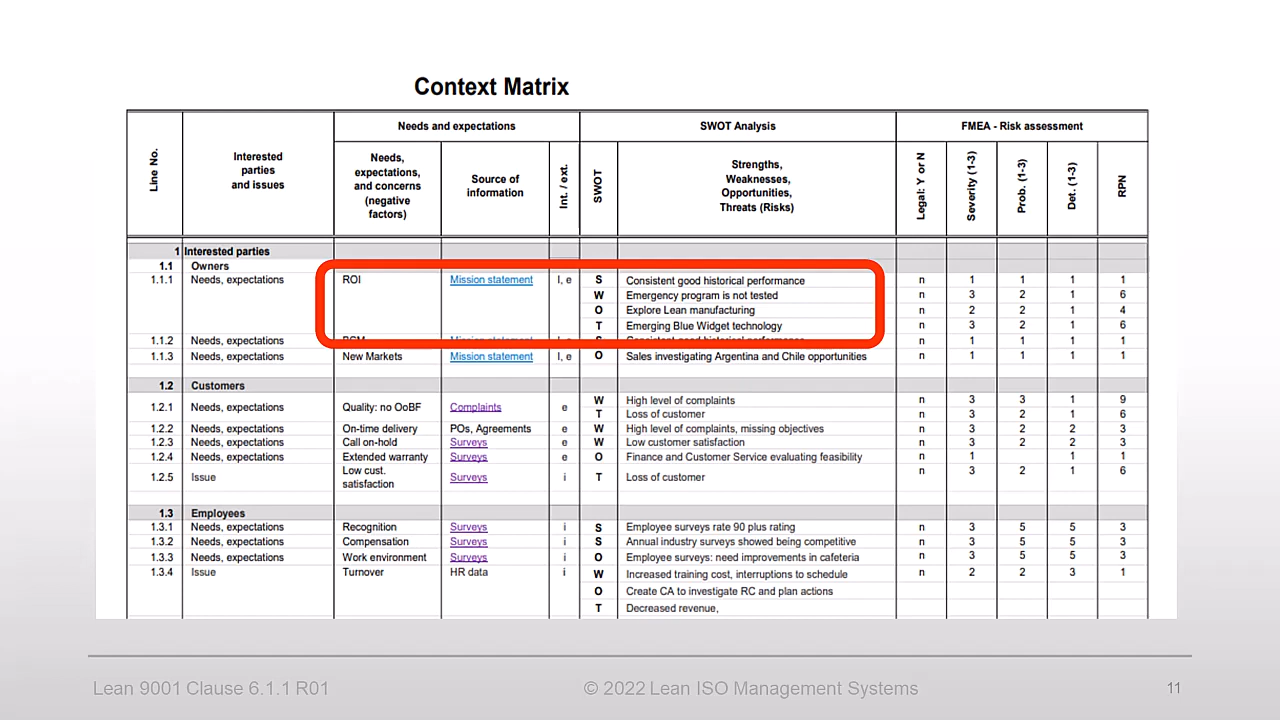 Context Matrix
Needs and expectations SWOT Analysis FMEA - Risk assessment
Line No. Interested parties and issues Needs, expectations, and concerns (negative factors) Source of information Int. / ext. SWOT Strengths, Weaknesses, Opportunities, Threats (Risks) Legal: Y or N Severity (1-3) Prob. (1-3) Det. (1-3) RPN
1 Interested parties
1.1 Owners
1.1.1 Needs, expectations ROI Mission statement I, e S Consistent good historical performance n 1 1 1 1
W Emergency program is not tested n 3 2 1 6
O Explore Lean manufacturing n 2 2 1 4
T Emerging Blue Widget technology n 3 2 1 6
1.1.2 Needs, expectations n 1 1 1 1
1.1.3 Needs, expectations New Markets Mission statement I, e O Sales investigating Argentina and Chile opportunities n 1 1 1 1
1.2 Customers
1.2.1 Needs, expectations Quality: no OoBF Complaints e W High level of complaints n 3 3 1 9
T Loss of customer n 3 2 1 6
1.2.2 Needs, expectations On-time delivery POs, Agreements e W High level of complaints, missing objectives n 3 2 2 3
1.2.3 Needs, expectations Call on-hold Surveys e W Low customer satisfaction n 3 2 2 3
1.2.4 Needs, expectations Extended warranty Surveys e O Finance and Customer Service evaluating feasibility n 1 1 1
1.2.5 Issue Low cust. satisfaction Surveys i T Loss of customer n 3 2 1 6
1.3 Employees
1.3.1 Needs, expectations Recognition Surveys i S Employee surveys rate 90 plus rating n 3 5 5 3
1.3.2 Needs, expectations Compensation Surveys i S Annual industry surveys showed being competitive n 3 5 5 3
1.3.3 Needs, expectations Work environment Surveys i O Employee surveys: need improvements in cafeteria n 3 5 5 3
1.3.4 Issue Turnover HR data i W Increased training cost, interruptions to schedule n 2 2 3 1
O Create CA to investigate RC and plan actions
T Decreased revenue,
Lean 9001 Clause 6.1.1 R01 © 2022 Lean ISO Management Systems 11